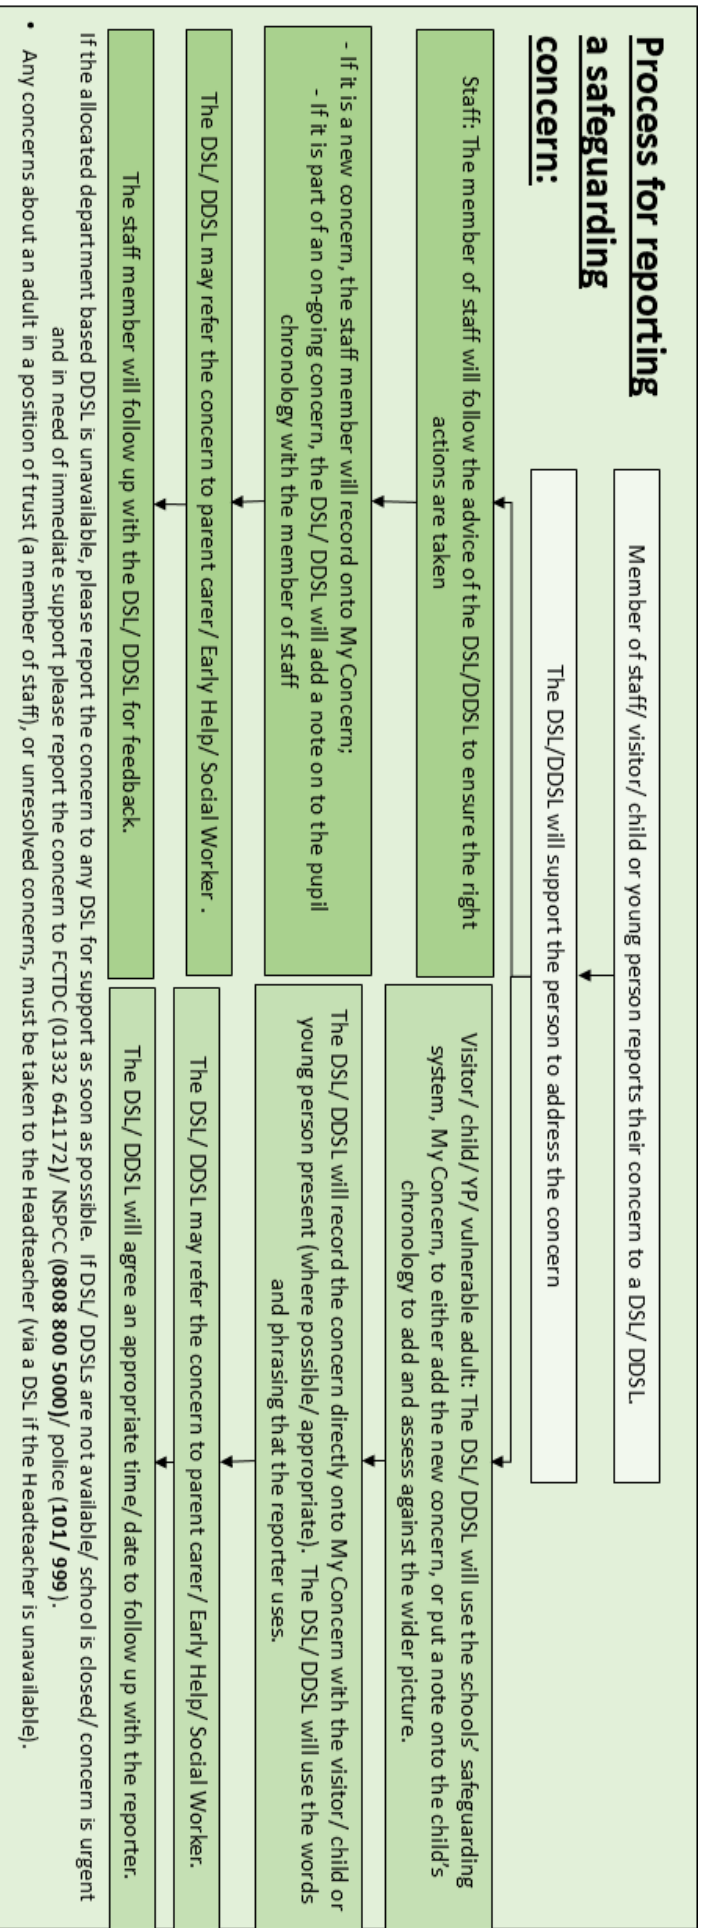 Process for reporting
a safeguarding
concern:
Member of staff/ visitor/ child or young person reports their concern to a DSL/ DDSL.
The DSL/DDSL will support the person to address the concern
Staff: The member of staff will follow the advice of the DSL/DDSL to ensure the right
actions are taken
- If it is a new concern, the staff member will record onto My Concern;
- If it is part of an on-going concern, the DSL/ DDSL will add a note on to the pupil
chronology with the member of staff
The DSL/ DDSL may refer the concern to parent carer/ Early Help/ Social Worker .
The staff member will follow up with the DSL/ DDSL for feedback.
Visitor/ child/ YP/ vulnerable adult: The DSL/ DDSL will use the schools’ safeguarding
system, My Concern, to either add the new concern, or put a note onto the child’s
chronology to add and assess against the wider picture.
The DSL/ DDSL will record the concern directly onto My Concern with the visitor/ child or
young person present (where possible/ appropriate). The DSL/ DDSL will use the words
and phrasing that the reporter uses.
The DSL/ DDSL may refer the concern to parent carer/ Early Help/ Social Worker.
The DSL/ DDSL will agree an appropriate time/ date to follow up with the reporter.
If the allocated department based DDSL is unavailable, please report the concern to any DSL for support as soon as possible. If DSL/ DDSLs are not available/ school is closed/ concern is urgent
and in need of immediate support please report the concern to FCTDC (01332 641172)/ NSPCC (0808 800 5000)/ police (101/ 999).
• Any concerns about an adult in a position of trust (a member of staff), or unresolved concerns, must be taken to the Headteacher (via a DSL if the Headteacher is unavailable).